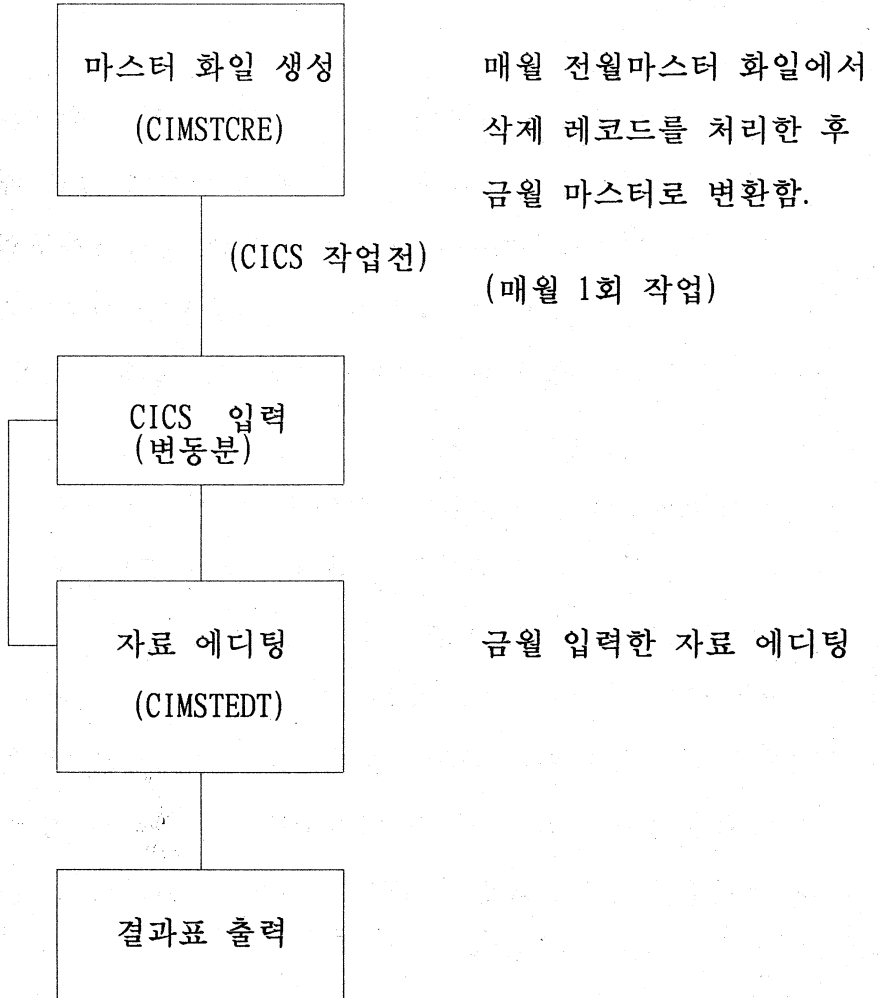 마스터 화일 생성
(CIMSTCRE)
매월 전월마스터 화일에서
삭제 레코드를 처리한 후
금월 마스터로 변환함.
(CICS 작업전)
(매월 1회 작업)
CICS 입력
(변동분)
자료 에디팅
(CIMSTEDT)
금월 입력한 자료 에디팅
결과표 출력